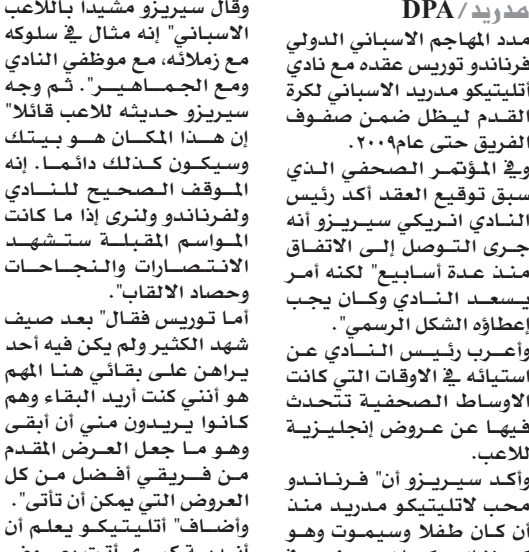 مدريد/DPA
مدد المهاجم الاسباني الدولي
فرناندو توريس عقده مع نادي
أتليتيكو مدريد الاسباني لكرة
القدم ليظل ضمن صفوف
الفريق حتى عام٢٠٠٩.
وفي المؤتمر الصحفي الذي
سبق توقيع العقد أكد رئيس
النادي انريكي سيريزو أنه
جرى التوصل إلى الاتفاق
منذ عدة أسابيع" لكنه أمر
يسعد النادي وكان يجب
إعطاؤه الشكل الرسمي".
وأعرب رئيس النادي عن
استيائه في الاوقات التي كانت
الاوساط الصحفية تتحدث
فيها عن عروض إنجليزية
للاعب.
وأكد سيريزو أن" فرناندو
محب لاتليتيكو مدريد منذ
أن كان طفلا وسيموت وهو
وقال سيريزو مشيدا باللاعب
الاسباني" إنه مثال في سلوكه
مع زملائه، مع موظفي النادي
ومع الجماهير". ثم وجه
سيريزو حديثه للاعب قائلا"
إن هذا المكان هو بيتك
وسيكون كذلك دائما. إنه
الموقف الصحيح للنادي
ولفرناندو ولنرى إذا ما كانت
المواسم المقبلة ستشهد
الانتصارات والنجاحات
وحصاد الالقاب".
أما توريس فقال" بعد صيف
شهد الكثير ولم يكن فيه أحد
يراهن على بقائي هنا المهم
هو أنني كنت أريد البقاء وهم
كانوا يريدون مني أن أبقى
وهو ما جعل العرض المقدم
من فريقي أفضل من كل
العروض التي يمكن أن تأتى".
وأضاف" أتليتيكو يعلم أن